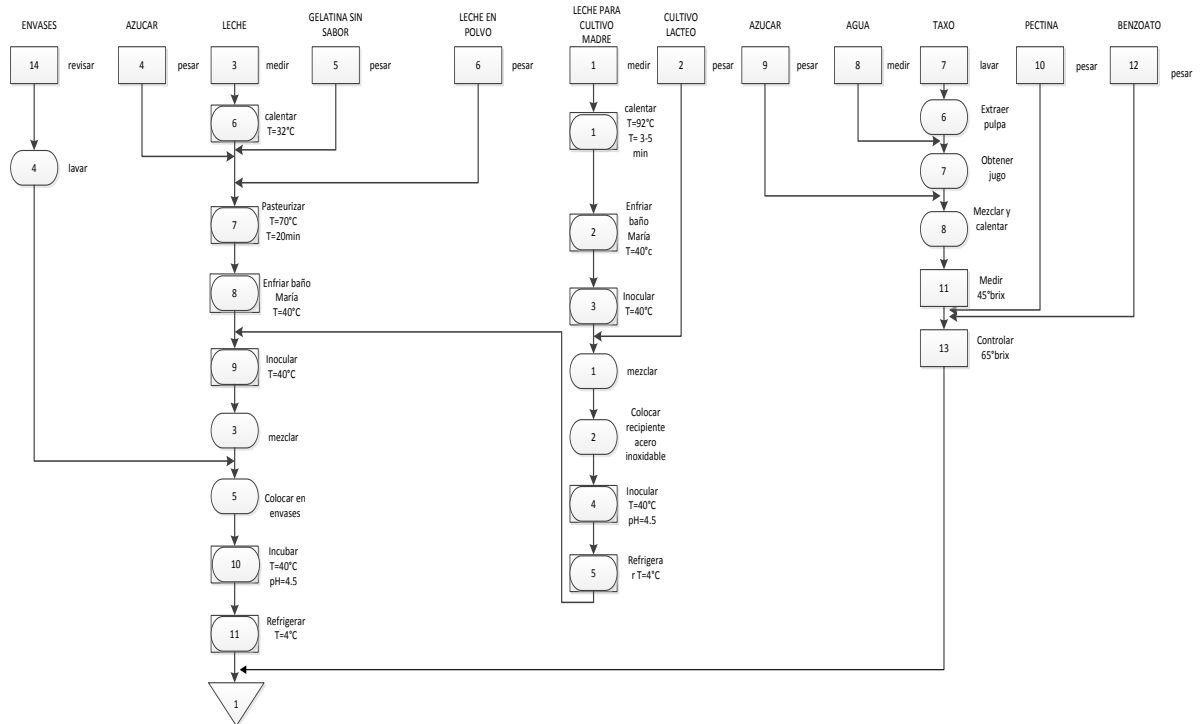 ENVASES
14
revisar
4
lavar
AZUCAR
4
pesar
LECHE
3
medir
6
calentar
T=32°C
7
Pasteurizar
T=70°C
T=20min
8
Enfriar baño
María
T=40°C
9
Inocular
T=40°C
3
mezclar
5
Colocar en
envases
10
Incubar
T=40°C
pH=4.5
11
Refrigerar
T=4°C
1
GELATINA SIN
SABOR
5
pesar
LECHE EN
POLVO
6
pesar
LECHE PARA
CULTIVO
MADRE
1
medir
1
calentar
T=92°C
T= 3-5
min
2
Enfriar
baño
María
T=40°c
3
Inocular
T=40°C
1
mezclar
2
Colocar
recipiente
acero
inoxidable
4
Inocular
T=40°C
pH=4.5
5
Refrigera
r T=4°C
CULTIVO
LACTEO
2
pesar
AZUCAR
9
pesar
AGUA
8
medir
TAXO
7
lavar
6
Extraer
pulpa
7
Obtener
jugo
8
Mezclar y
calentar
11
Medir
45°brix
13
Controlar
65°brix
PECTINA
10
pesar
BENZOATO
12
pesar